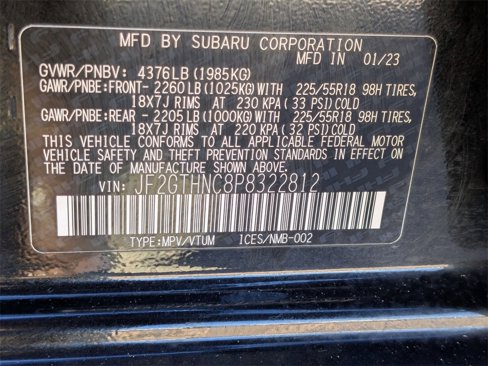 MFD BY SUBARU CORPORATION
MFD IN 01/23
GVWR/PNBV: 4376LB (1985KG)
GAWR/PNBE:FRONT- 2260LB (1025KG)WITH 225/55R18 98H TIRES,
18X7J RIMS AT 230 KPA ( 33 PSI)COLD
GAWR/PNBE:REAR - 2205LB (1000KG)WITH 225/55R18 98H TIRES,
18X7J RIMS AT 220 KPA ( 32 PSI)COLD
THIS VEHICLE CONFORMS TO ALL APPLICABLE FEDERAL MOTOR
VEHICLE SAFETY AND THEFT PREVENTION STANDARDS IN EFFECT ON
THE DATE OF MANUFACTURE SHOWN ABOVE.
VIN: JF2GTHNC8P8322812
TYPE:MPV/VTUM ICES/NMB-002